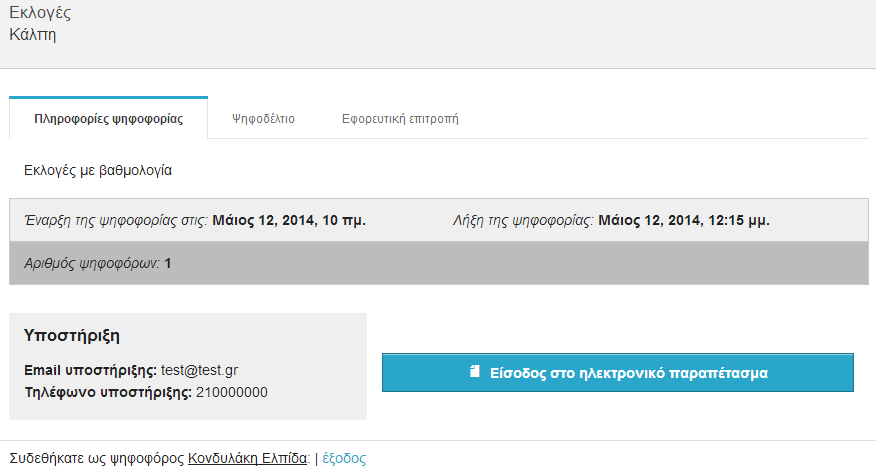 Εκλογές
Κάλπη
Πληροφορίες ψηφοφορίας Ψηφοδέλτιο Εφορευτική επιτροπή
Εκλογές με βαθμολογία
Έναρξη της ψηφοφορίας στις: Μάιος 12, 2014, 10 πμ. Λήξη της ψηφοφορίας: Μάιος 12, 2014, 12:15 μμ.
Αριθμός ψηφοφόρων: 1
Υποστήριξη
Email υποστήριξης: test@test.gr
Τηλέφωνο υποστήριξης: 210000000
Είσοδος στο ηλεκτρονικό παραπέτασμα
Συδεθήκατε ως ψηφοφόρος Κονδυλάκη Ελπίδα: | έξοδος